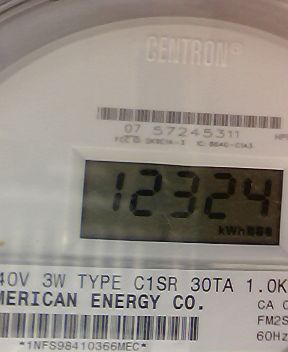 CENTRON®
07 57245311
12324
kWh
40V 3W TYPE C1SR 30TA 1.0K
MERICAN ENERGY CO.
CA 0
FM2S
60Hz
*1NFS98410366MEC*